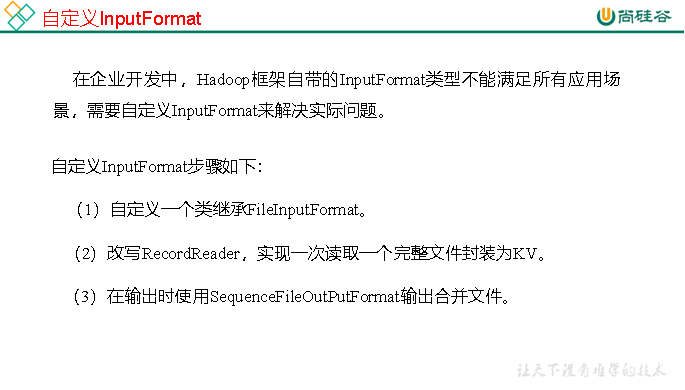 自定义InputFormat
尚硅谷
在企业开发中，Hadoop框架自带的InputFormat类型不能满足所有应用场
景，需要自定义InputFormat来解决实际问题。
自定义InputFormat步骤如下：
（1）自定义一个类继承FileInputFormat。
（2）改写RecordReader，实现一次读取一个完整文件封装为KV。
（3）在输出时使用SequenceFileOutPutFormat输出合并文件。
让天下没有难学的技术